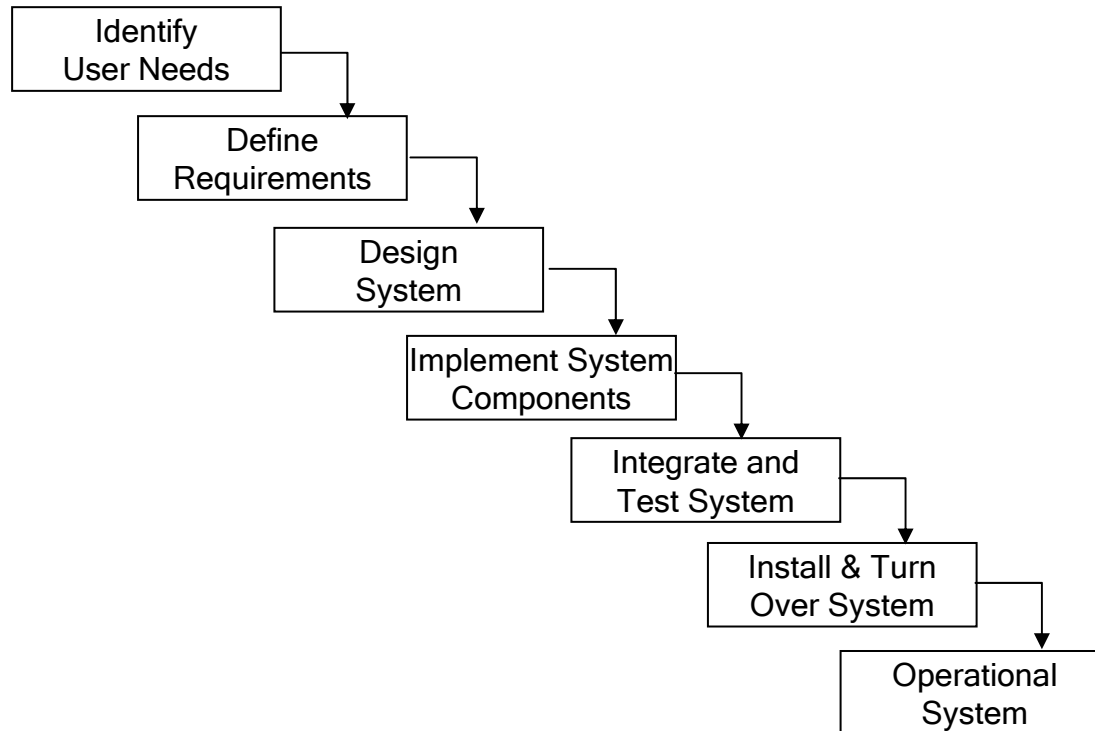 Identify
User Needs
Define
Requirements
Design
System
Implement System
Components
Integrate and
Test System
Install & Turn
Over System
Operational
System